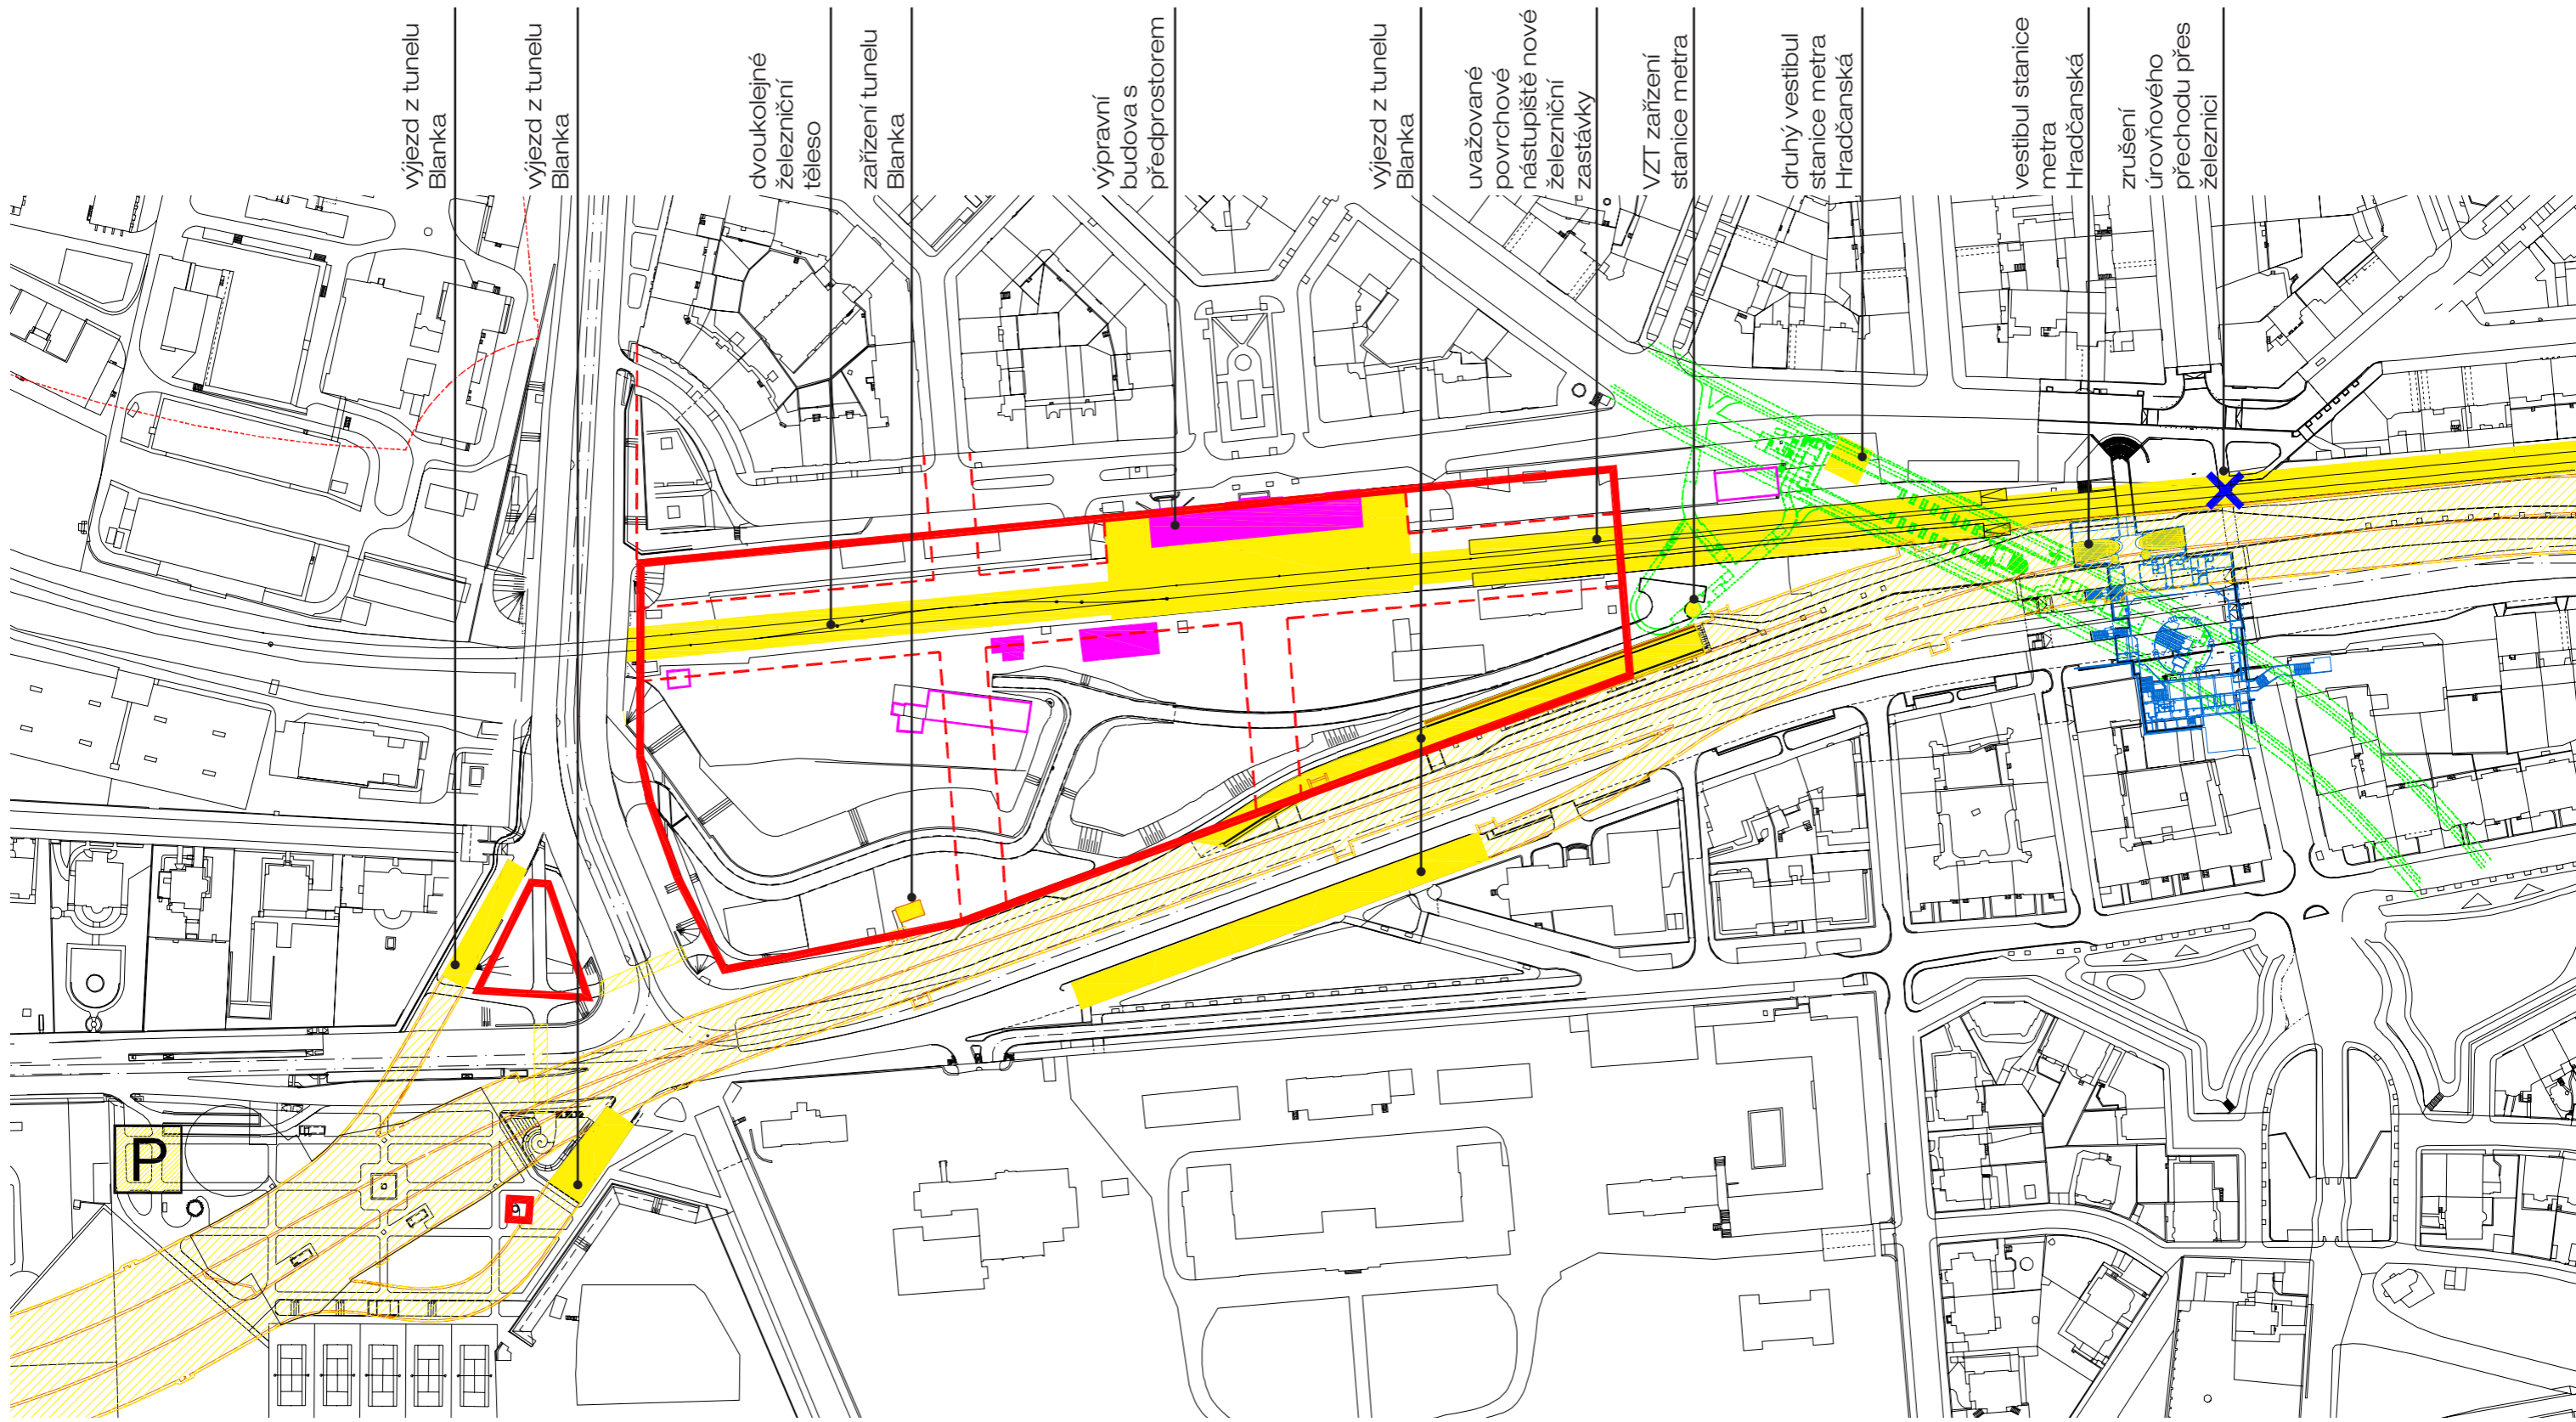 výjezd z tunelu
Blanka
výjezd z tunelu
Blanka
dvoukolejné
železniční
těleso
zařízení tunelu
Blanka
výpravní
budova s
předprostorem
výjezd z tunelu
Blanka
uvažované
povrchové
nástupiště nové
železniční
zastávky
VZT zařízení
stanice metra
druhý vestibul
stanice metra
Hradčanská
vestibul stanice
metra
Hradčanská
zrušení
úrovňového
přechodu přes
železnici
P